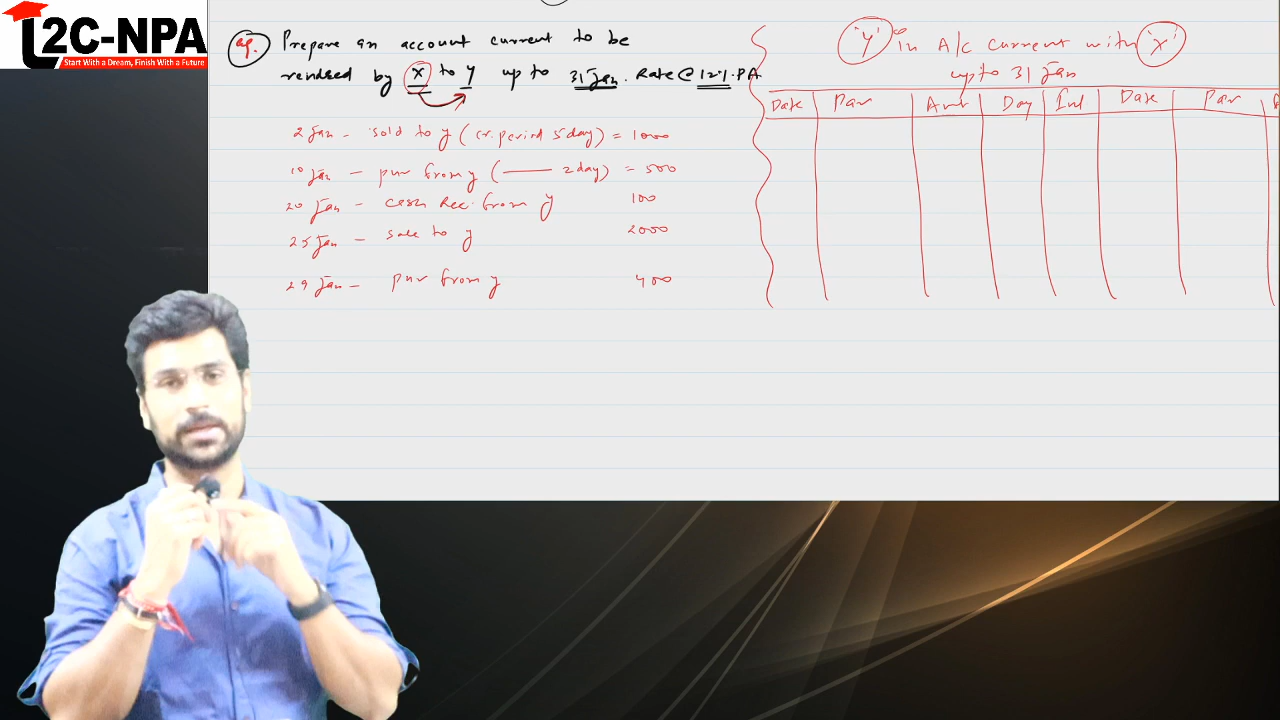 L2C-NPA
Start With a Dream, Finish With a Future
eg. Prepare an account current to be
rendred by X to Y up to 31 Jan. Rate @ 12%. PA
2 Jan - sold to y (cr. period 5 day) = 1000
10 Jan - pur from y ( —— 2 day) = 500
20 Jan - cash Rec. from y 100
25 Jan - sale to y 2000
29 Jan - pur from y 400
'Y' in A/c Current with 'X'
up to 31 Jan
Date Par Amt Day Int Date Par